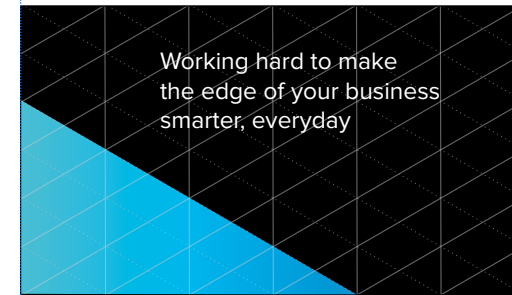 Working hard to make
the edge of your business
smarter, everyday